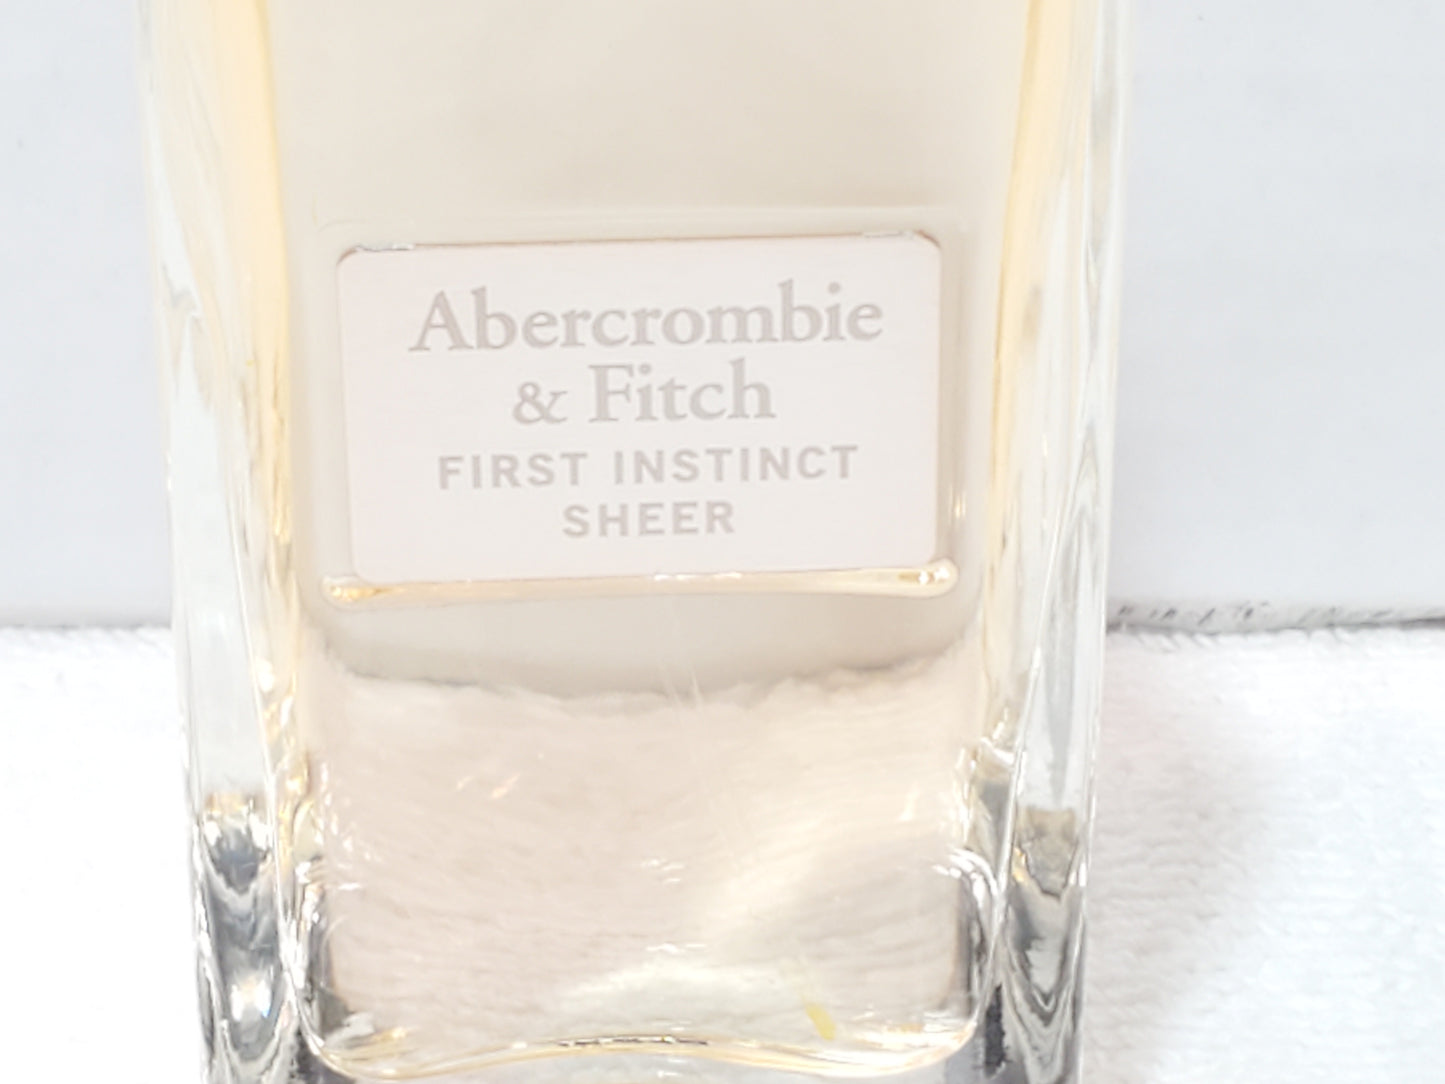 Abercrombie
& Fitch
FIRST INSTINCT
SHEER